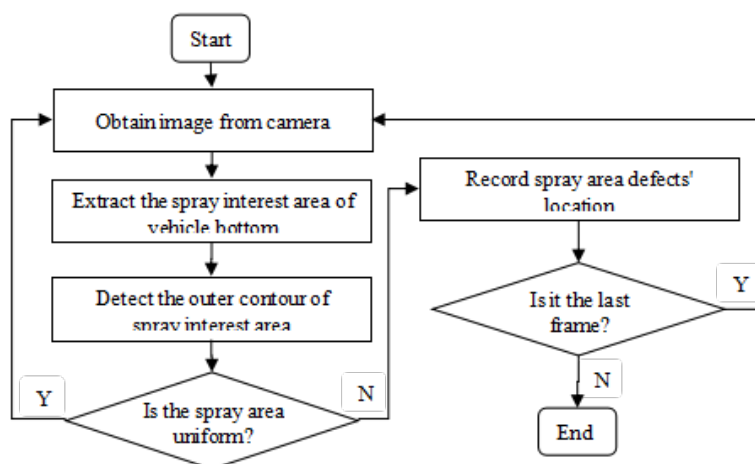 Start
Obtain image from camera
Extract the spray interest area of
vehicle bottom
Detect the outer contour of
spray interest area
Is the spray area
uniform?
Y
N
Record spray area defects'
location
Is it the last
frame?
Y
N
End